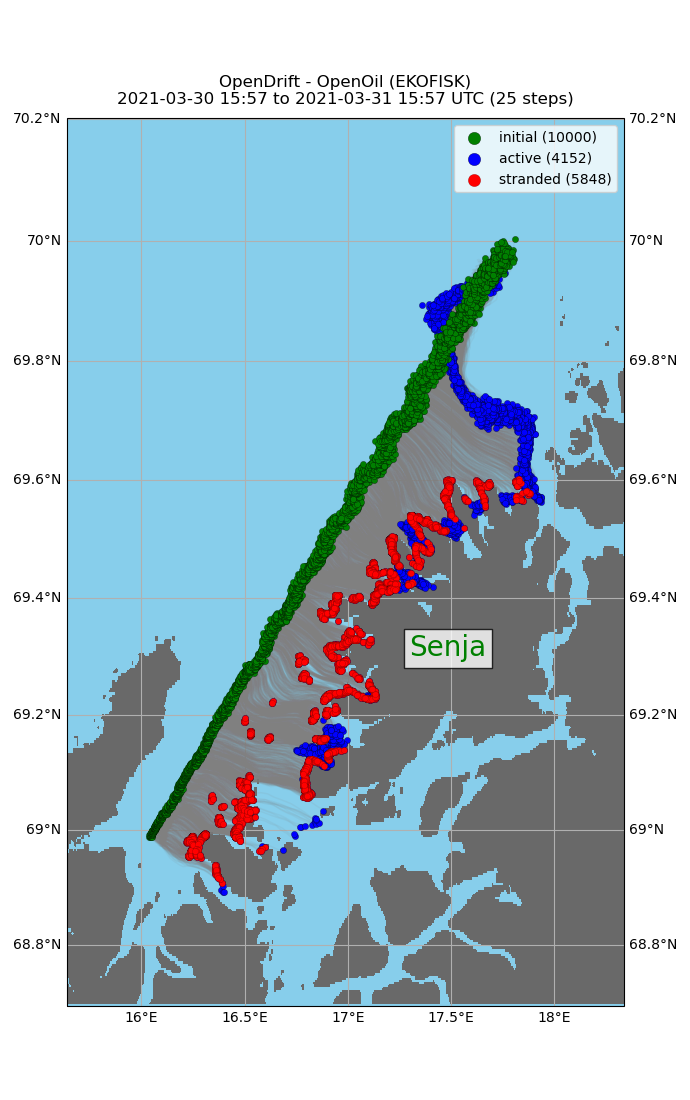 OpenDrift - OpenOil (EKOFISK)
2021-03-30 15:57 to 2021-03-31 15:57 UTC (25 steps)
70.2°N 70.2°N
initial (10000)
active (4152)
stranded (5848)
70°N 70°N
69.8°N 69.8°N
69.6°N 69.6°N
69.4°N 69.4°N
Senja
69.2°N 69.2°N
69°N 69°N
68.8°N 68.8°N
16°E 16.5°E 17°E 17.5°E 18°E